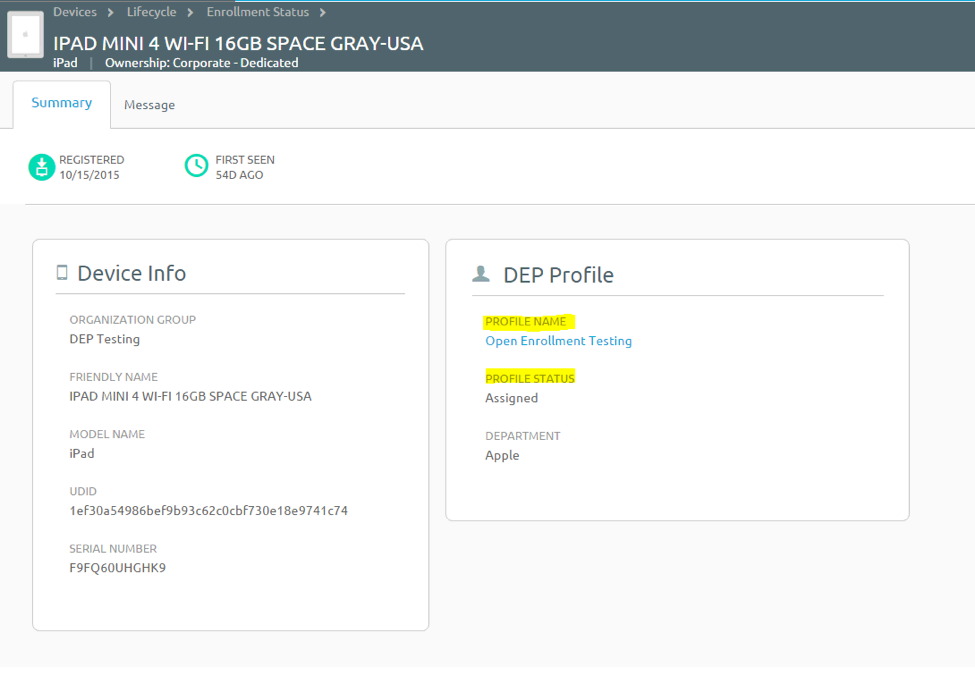 Devices > Lifecycle > Enrollment Status >
IPAD MINI 4 WI-FI 16GB SPACE GRAY-USA
iPad | Ownership: Corporate - Dedicated
Summary Message
REGISTERED
10/15/2015
FIRST SEEN
54D AGO
Device Info
ORGANIZATION GROUP
DEP Testing
FRIENDLY NAME
IPAD MINI 4 WI-FI 16GB SPACE GRAY-USA
MODEL NAME
iPad
UDID
1ef30a54986bef9b93c62c0cbf730e18e9741c74
SERIAL NUMBER
F9FQ60UHGHK9
DEP Profile
PROFILE NAME
Open Enrollment Testing
PROFILE STATUS
Assigned
DEPARTMENT
Apple